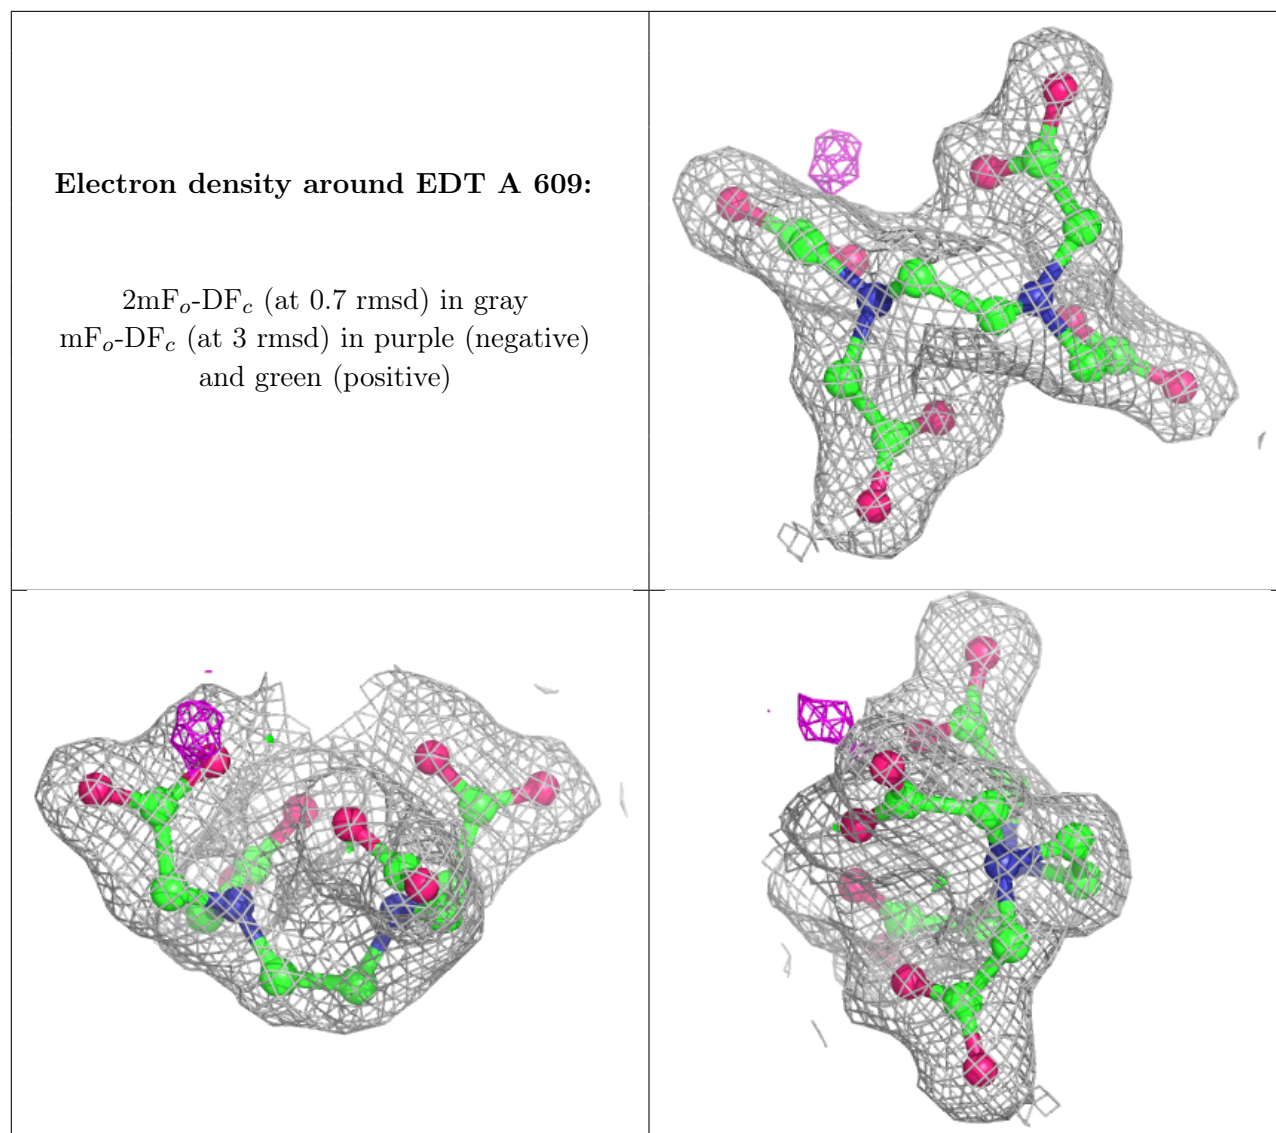 Electron density around EDT A 609:
2mFo-DFc (at 0.7 rmsd) in gray
mFo-DFc (at 3 rmsd) in purple (negative)
and green (positive)